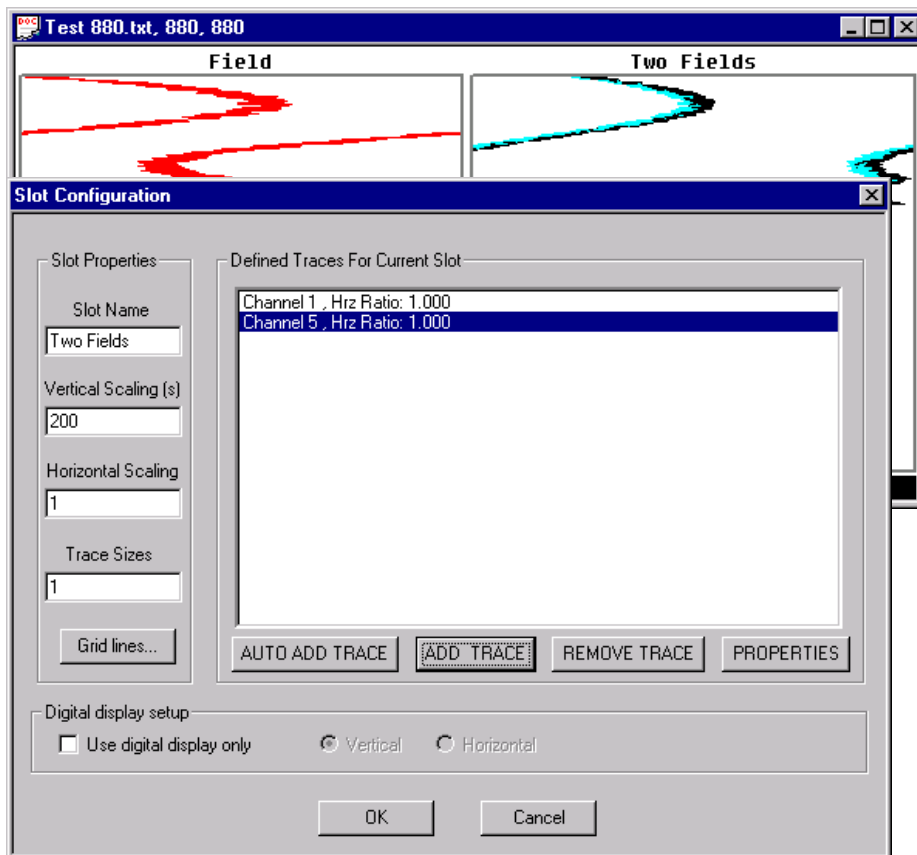 Test 880.txt, 880, 880
Field
Two Fields
Slot Configuration
Slot Properties
Slot Name
Two Fields
Vertical Scaling (s)
200
Horizontal Scaling
1
Trace Sizes
1
Grid lines...
Defined Traces For Current Slot
Channel 1 , Hrz Ratio: 1.000
Channel 5 , Hrz Ratio: 1.000
AUTO ADD TRACE
ADD TRACE
REMOVE TRACE
PROPERTIES
Digital display setup
Use digital display only
Vertical
Horizontal
OK
Cancel